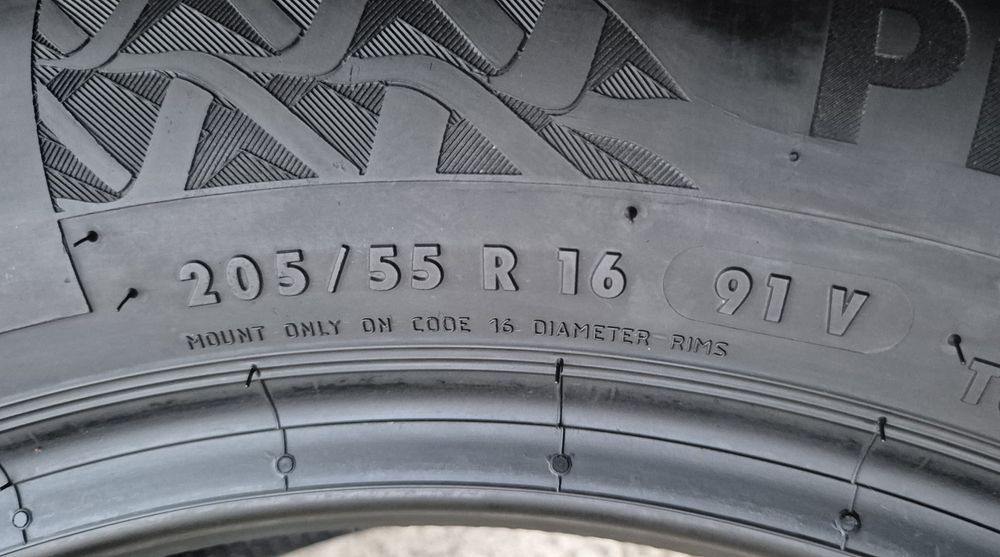 P
205/55 R 16 91 V
MOUNT ONLY ON CODE 16 DIAMETER RIMS
T